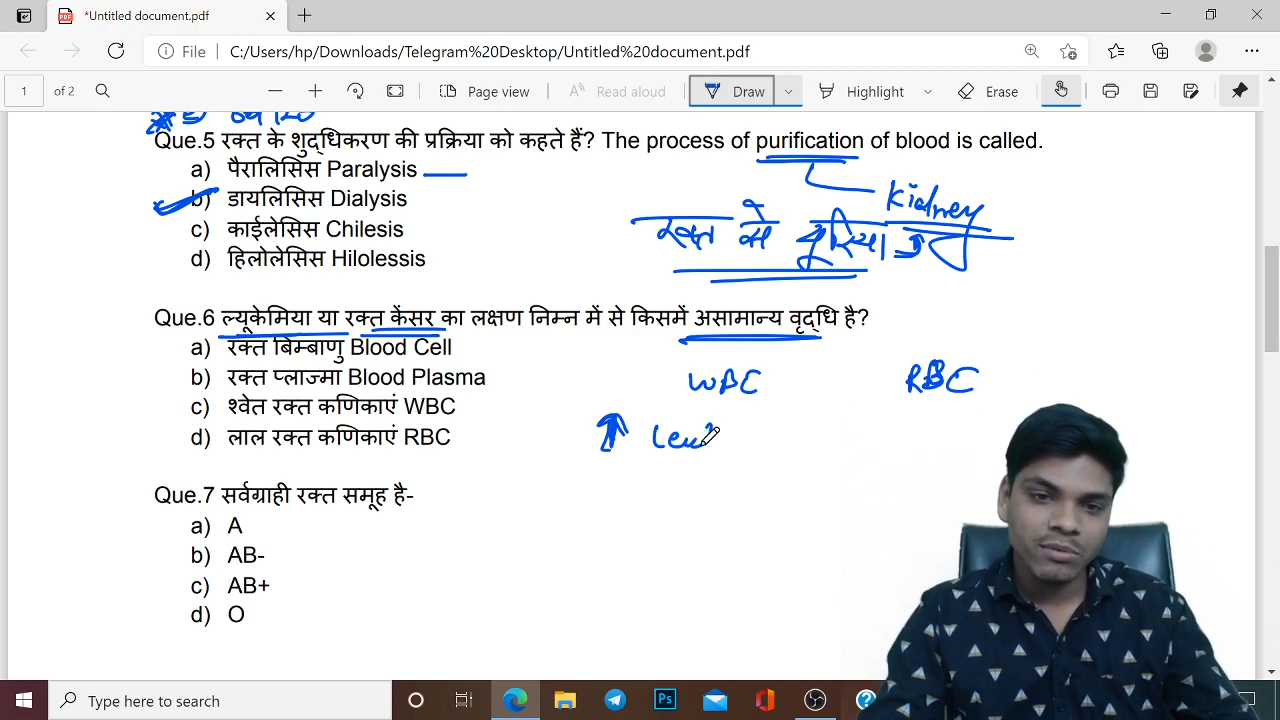 *Untitled document.pdf
File C:/Users/hp/Downloads/Telegram%20Desktop/Untitled%20document.pdf
1 of 2 Page view Read aloud Draw Highlight Erase
Que.5 रक्त के शुद्धिकरण की प्रक्रिया को कहते हैं? The process of purification of blood is called.
a) पैरालिसिस Paralysis
b) डायलिसिस Dialysis
c) काईलेसिस Chilesis
d) हिलोलेसिस Hilolessis
Kidney
रक्त में यूरिया
Que.6 ल्यूकेमिया या रक्त केंसर का लक्षण निम्न में से किसमें असामान्य वृद्धि है?
a) रक्त बिम्बाणु Blood Cell
b) रक्त प्लाज्मा Blood Plasma
c) श्वेत रक्त कणिकाएं WBC
d) लाल रक्त कणिकाएं RBC
WBC RBC
Leu
Que.7 सर्वग्राही रक्त समूह है-
a) A
b) AB-
c) AB+
d) O
Type here to search
Ps